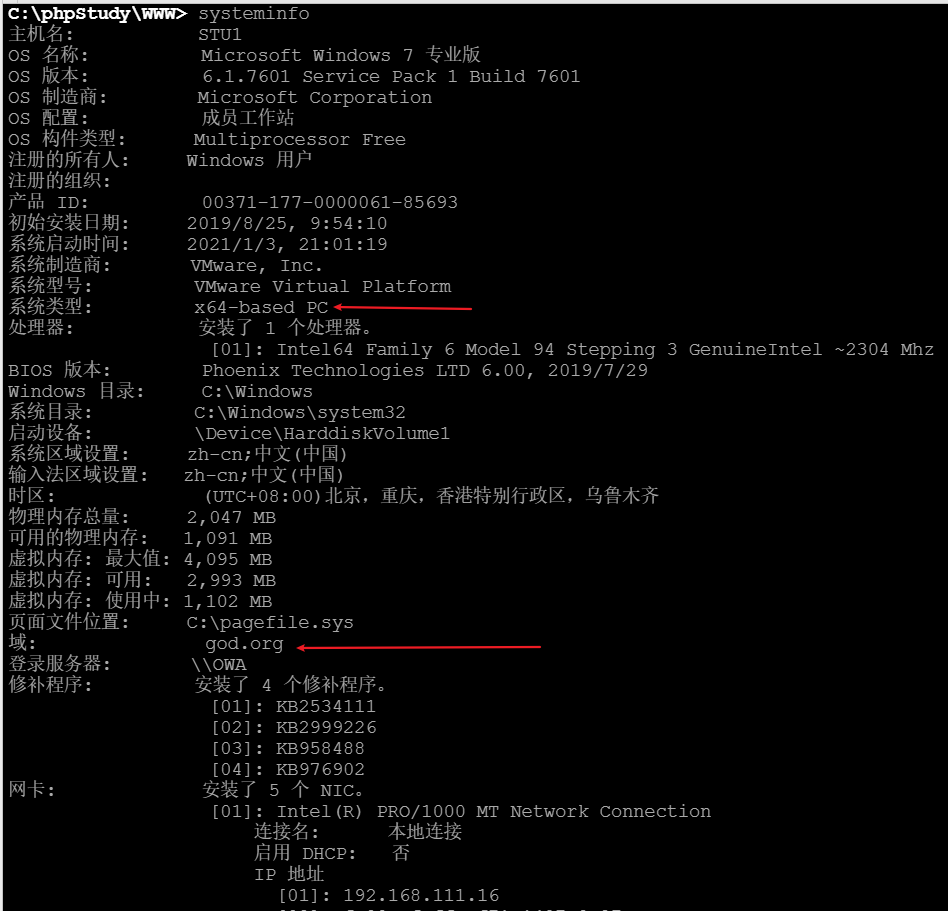 C:\phpStudy\WWW> systeminfo
主机名: STU1
OS 名称: Microsoft Windows 7 专业版
OS 版本: 6.1.7601 Service Pack 1 Build 7601
OS 制造商: Microsoft Corporation
OS 配置: 成员工作站
OS 构件类型: Multiprocessor Free
注册的所有人: Windows 用户
注册的组织:
产品 ID: 00371-177-0000061-85693
初始安装日期: 2019/8/25, 9:54:10
系统启动时间: 2021/1/3, 21:01:19
系统制造商: VMware, Inc.
系统型号: VMware Virtual Platform
系统类型: x64-based PC
处理器: 安装了 1 个处理器。
[01]: Intel64 Family 6 Model 94 Stepping 3 GenuineIntel ~2304 Mhz
BIOS 版本: Phoenix Technologies LTD 6.00, 2019/7/29
Windows 目录: C:\Windows
系统目录: C:\Windows\system32
启动设备: \Device\HarddiskVolume1
系统区域设置: zh-cn;中文(中国)
输入法区域设置: zh-cn;中文(中国)
时区: (UTC+08:00)北京，重庆，香港特别行政区，乌鲁木齐
物理内存总量: 2,047 MB
可用的物理内存: 1,091 MB
虚拟内存: 最大值: 4,095 MB
虚拟内存: 可用: 2,993 MB
虚拟内存: 使用中: 1,102 MB
页面文件位置: C:\pagefile.sys
域: god.org
登录服务器: \\OWA
修补程序: 安装了 4 个修补程序。
[01]: KB2534111
[02]: KB2999226
[03]: KB958488
[04]: KB976902
网卡: 安装了 5 个 NIC。
[01]: Intel(R) PRO/1000 MT Network Connection
连接名: 本地连接
启用 DHCP: 否
IP 地址
[01]: 192.168.111.16